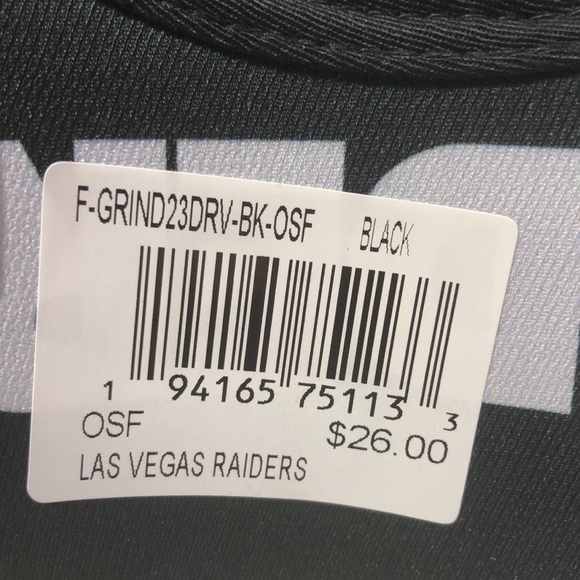 F-GRIND23DRV-BK-OSF BLACK
1 94165 75113 3
OSF $26.00
LAS VEGAS RAIDERS